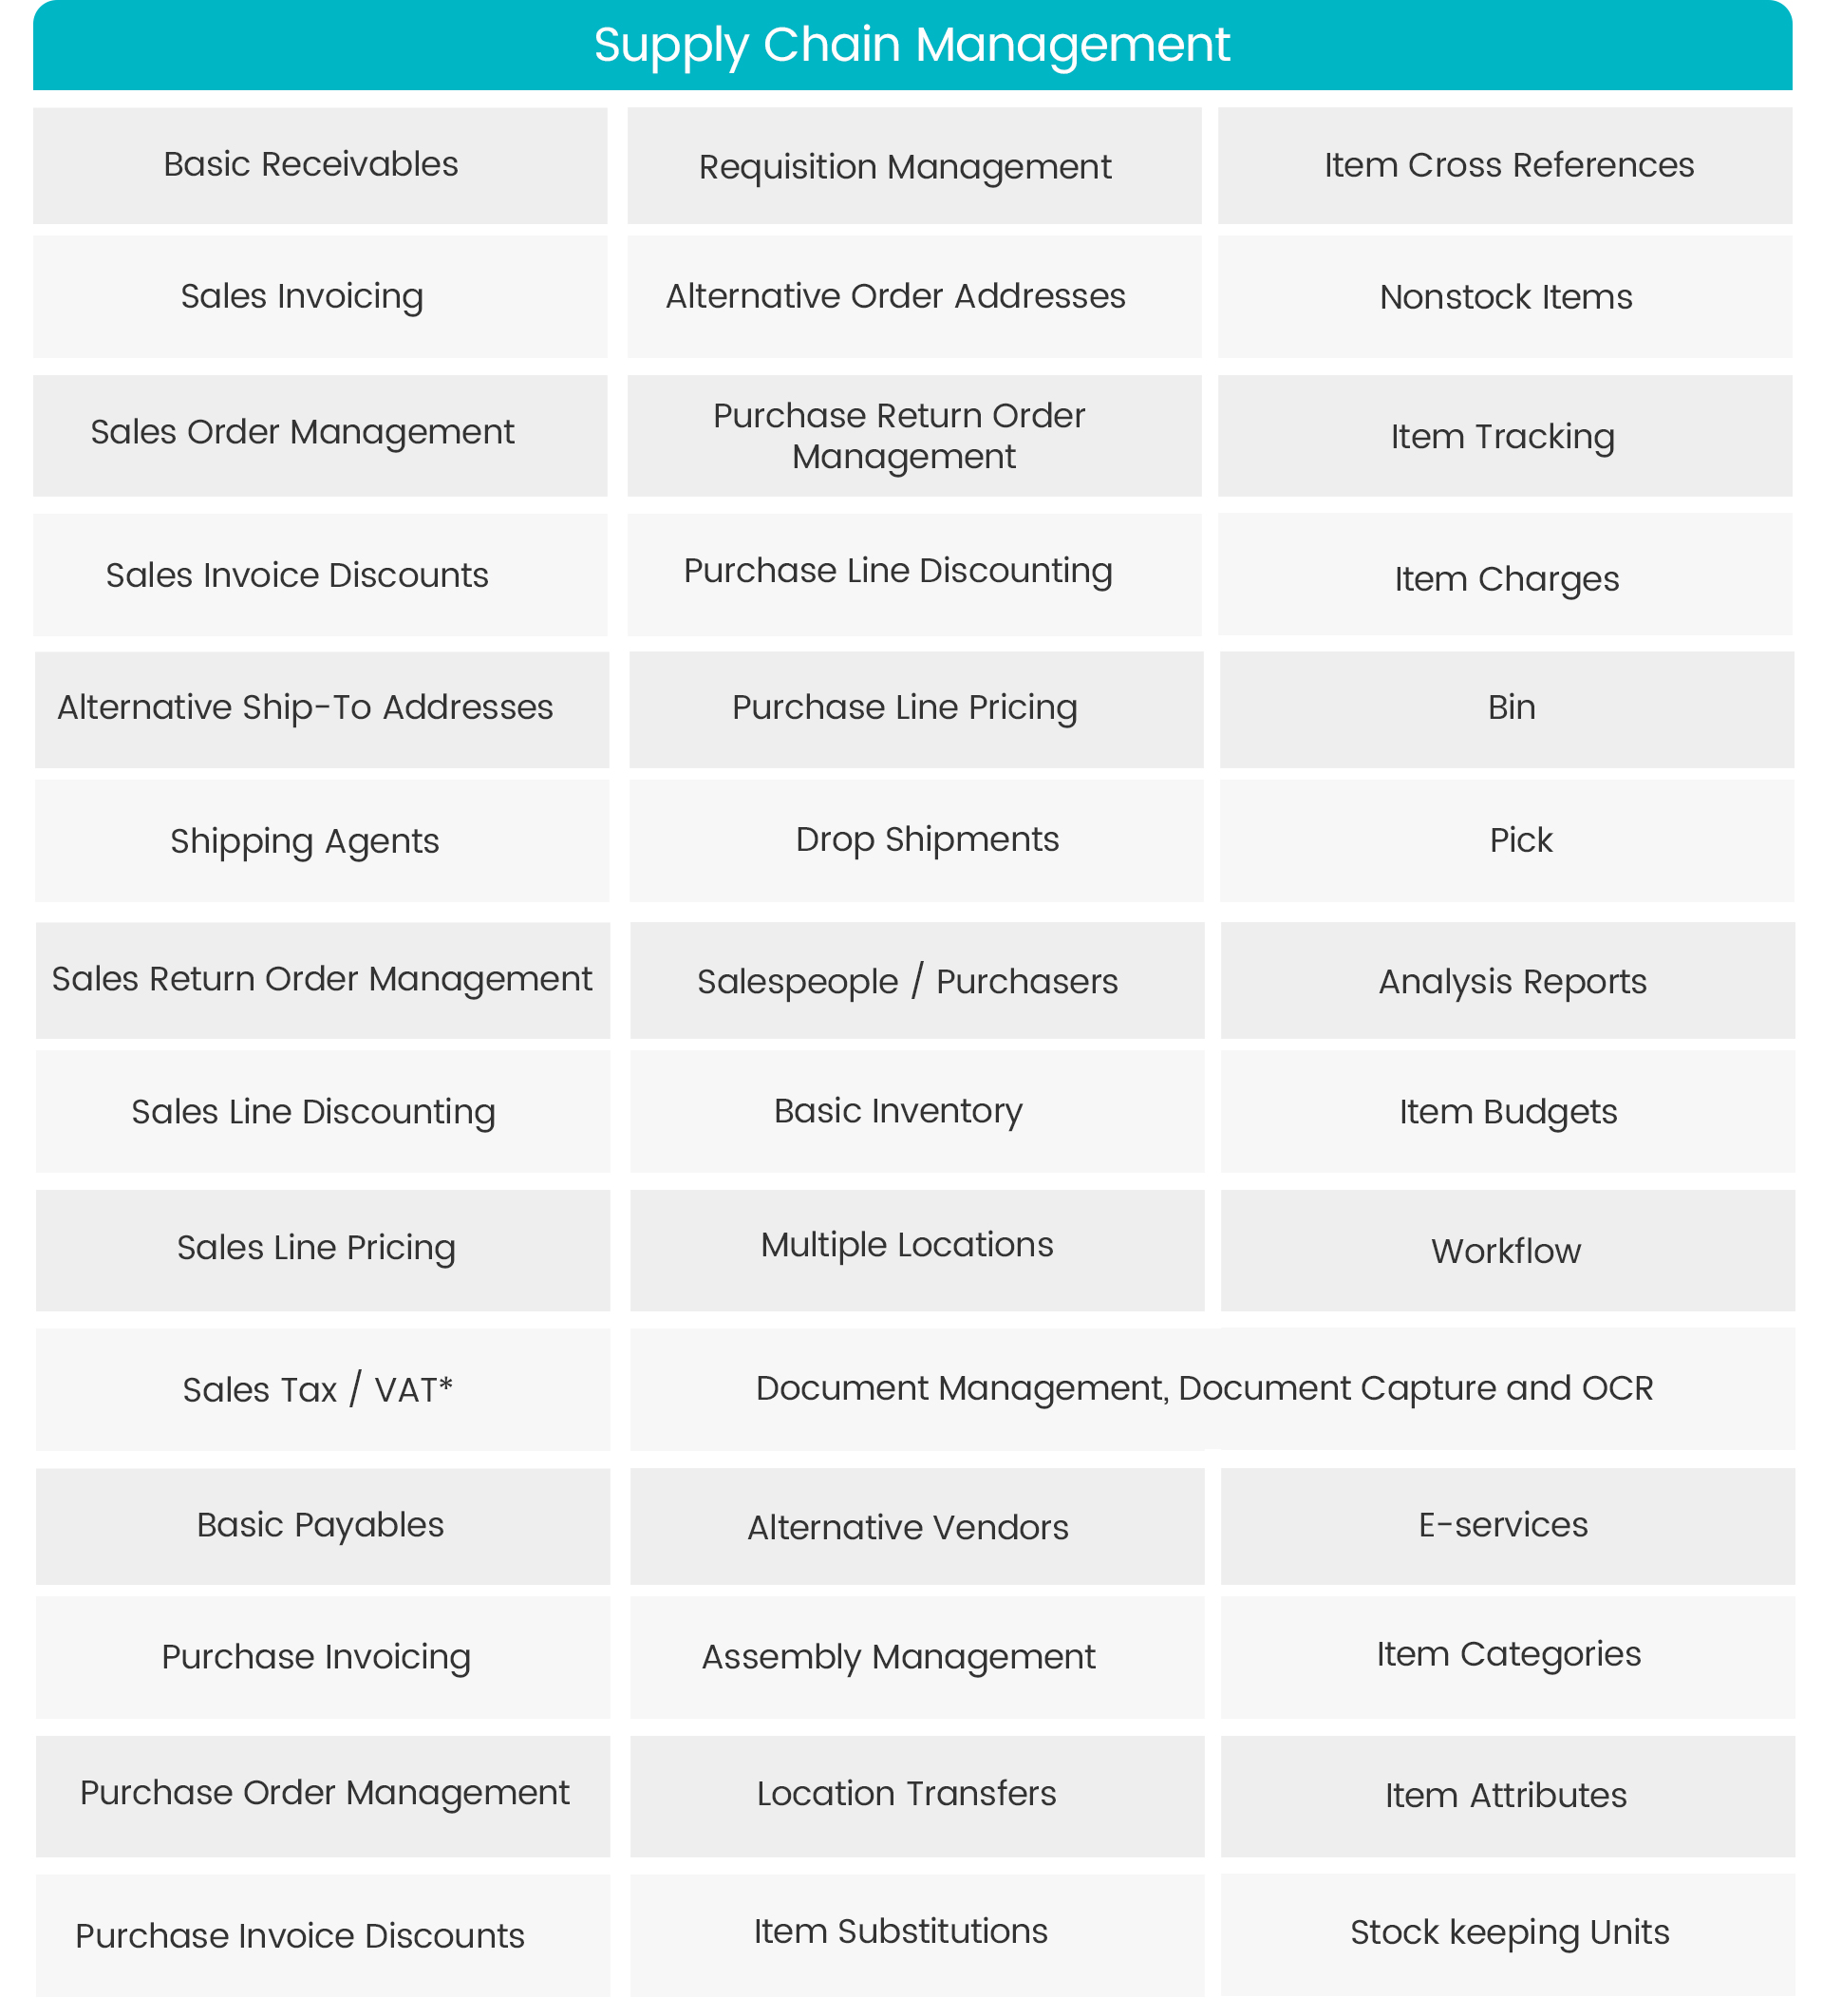 Supply Chain Management
Basic Receivables
Requisition Management
Item Cross References
Sales Invoicing
Alternative Order Addresses
Nonstock Items
Sales Order Management
Purchase Return Order
Management
Item Tracking
Sales Invoice Discounts
Purchase Line Discounting
Item Charges
Alternative Ship-To Addresses
Purchase Line Pricing
Bin
Shipping Agents
Drop Shipments
Pick
Sales Return Order Management
Salespeople / Purchasers
Analysis Reports
Sales Line Discounting
Basic Inventory
Item Budgets
Sales Line Pricing
Multiple Locations
Workflow
Sales Tax / VAT*
Document Management, Document Capture and OCR
Basic Payables
Alternative Vendors
E-services
Purchase Invoicing
Assembly Management
Item Categories
Purchase Order Management
Location Transfers
Item Attributes
Purchase Invoice Discounts
Item Substitutions
Stock keeping Units